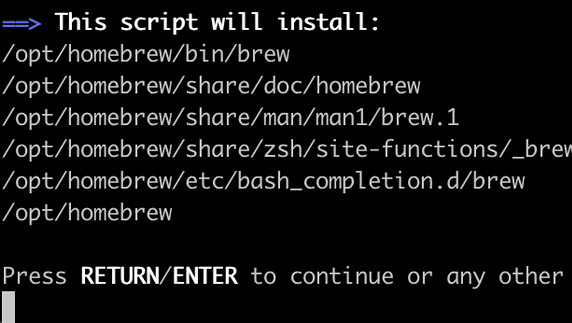 ==> This script will install:
/opt/homebrew/bin/brew
/opt/homebrew/share/doc/homebrew
/opt/homebrew/share/man/man1/brew.1
/opt/homebrew/share/zsh/site-functions/_brew
/opt/homebrew/etc/bash_completion.d/brew
/opt/homebrew
Press RETURN/ENTER to continue or any other